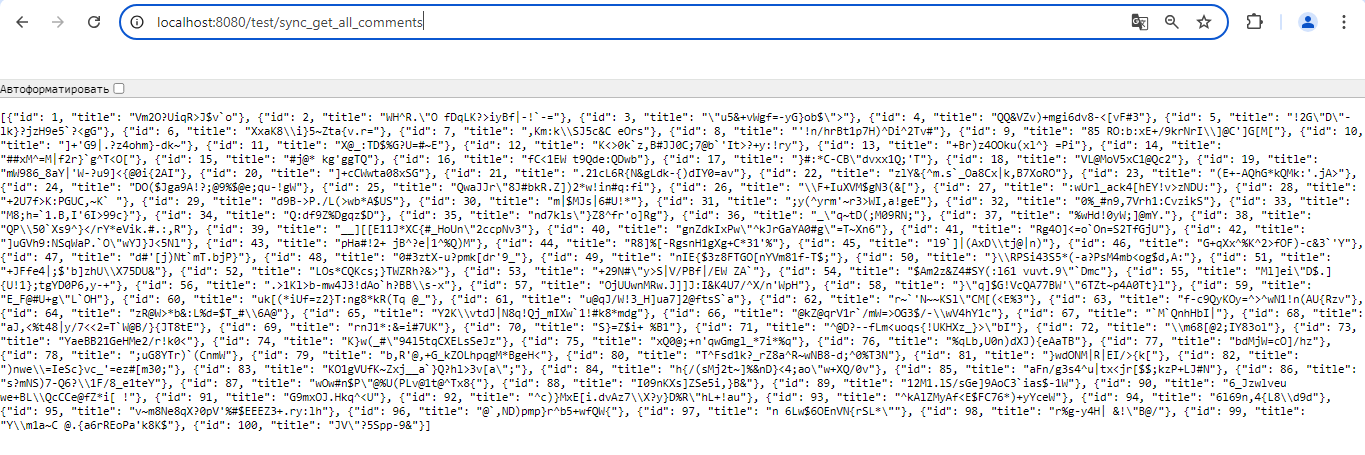 localhost:8080/test/sync_get_all_comments
Автоформатировать
[{"id": 1, "title": "Vm2O?UiqR>J$v`o"}, {"id": 2, "title": "WH^R.\"O fDqLK?>iyBf|-!`-="}, {"id": 3, "title": "\"u5&+vWgf=-yG}ob$\">"}, {"id": 4, "title": "QQ&VZv)+mgi6dv8-<[vF#3"}, {"id": 5, "title": "!2G\"D\"-
lk}?jzH9e5`?<gG"}, {"id": 6, "title": "XxaK8\\i}5~Zta{v.r="}, {"id": 7, "title": ",Km:k\\SJ5c&C eOrs"}, {"id": 8, "title": "'!n/hrBt1p7H)^Di^2Tv#"}, {"id": 9, "title": "85 RO:b:xE+/9krNrI\\]@C']G[M["}, {"id": 10,
"title": "]+'G9|.?z4ohm}-dk~"}, {"id": 11, "title": "X@_:TD$%G?U=#~E"}, {"id": 12, "title": "K<>0k`z,B#JJ0C;7@b`'It>?+y:!ry"}, {"id": 13, "title": "+Br)z4OOku(xl^} =Pi"}, {"id": 14, "title":
"##xM^=M|f2r}`g^T<O["}, {"id": 15, "title": "#j@* kg'ggTQ"}, {"id": 16, "title": "fC<1EW t9Qde:QDwb"}, {"id": 17, "title": "}#:*C-CB\"dvxx1Q;'T"}, {"id": 18, "title": "VL@MoV5xC1@Qc2"}, {"id": 19, "title":
"mW986_8aY|'W-?u9]<{@0i{2AI"}, {"id": 20, "title": "]+cCWwta08xSG"}, {"id": 21, "title": ".21cL6R{N&gLdk-{)dIY0=av"}, {"id": 22, "title": "zlY&{^m.s`_Oa8Cx|k,B7XoRO"}, {"id": 23, "title": "(E+-AQhG*kQMk:'.jA>"},
{"id": 24, "title": "DO($Jga9A!?;@9%$@e;qu-!gW"}, {"id": 25, "title": "QwaJJr\"8J#bkR.Z])2*w!in#q:fi"}, {"id": 26, "title": "\\F+IuXVM$gN3(&["}, {"id": 27, "title": ":wUrl_ack4[hEY!v>zNDU:"}, {"id": 28, "title":
"+2U7f>K:PGUC,~K` "}, {"id": 29, "title": "d9B->P./L(>wb*A$US"}, {"id": 30, "title": "m|$MJs|6#U!*"}, {"id": 31, "title": ";y(^yrm'~r3>WI,a!geE"}, {"id": 32, "title": "0%_#n9,7Vrh1:CvzikS"}, {"id": 33, "title":
"M8;h=`1.B,I'6I>99c}"}, {"id": 34, "title": "Q:df9Z%Dgqz$D"}, {"id": 35, "title": "nd7kls\"}Z8^fr'o]Rg"}, {"id": 36, "title": "_\"q~tD(;M09RN;"}, {"id": 37, "title": "%wHd!0yW;]@mY."}, {"id": 38, "title":
"QP\\50`Xs9^}</rY*eVik.#.:,R"}, {"id": 39, "title": "__][[E11J*XC{#_HoUn\"2ccpNv3"}, {"id": 40, "title": "gnZdkIxPw\"^kJrGaYA0#g\"=T~Xn6"}, {"id": 41, "title": "Rg4O]<=o`On=S2TfGjU"}, {"id": 42, "title":
"]uGVh9:NSqWaP.`O\"wYJ}J<5Nl"}, {"id": 43, "title": "pHa#!2+ jB^?e|1^%Q)M"}, {"id": 44, "title": "R8]%[-RgsnH1gXg+C*31'%"}, {"id": 45, "title": "l9`]|(AxD\\tj@|n)"}, {"id": 46, "title": "G+qXx^%K^2>fOF)-c&3`'Y"},
{"id": 47, "title": "d#'[j)Nt`mT.bjP}"}, {"id": 48, "title": "0#3ztX-u?pmk[dr'9_"}, {"id": 49, "title": "nIE{$3z8FTGO[nYVm81f-T$;"}, {"id": 50, "title": "\\RPSi43S5*(-a?PsM4mb<og$d,A:"}, {"id": 51, "title":
"+JFfe4|;$'b]zhU\\X75DU&"}, {"id": 52, "title": "LOs*CQKcs;}TWZRh?&>"}, {"id": 53, "title": "+29N#\"y>S|V/PBf|/EW ZA`"}, {"id": 54, "title": "$Am2z&Z4#SY(:l61 vuvt.9\"`Dmc"}, {"id": 55, "title": "Ml]ei\"D$.]
{U!1};tgYD0P6,y-+"}, {"id": 56, "title": ".>1Kl>b-mw4J3!dAo`h?BB\\s-x"}, {"id": 57, "title": "OjUUwnMRw.J]]J:I&K4U7/^X/n'WpH"}, {"id": 58, "title": "}\"q]$G!VcQA77BW'\"6TZt~p4A0Tt}l"}, {"id": 59, "title":
"E_F@#U+g\"L`OH"}, {"id": 60, "title": "uk[(*iUf=z2}T:ng8*kR(Tq @_"}, {"id": 61, "title": "u@qJ/W!3_H]ua7]2@ftsS`a"}, {"id": 62, "title": "r~`'N~~KSl\"CM[(<E%3"}, {"id": 63, "title": "f-c9QyKOy=^>^wN1!n(AU{Rzv"},
{"id": 64, "title": "zR@W>*b&:L%d=$T_#\\6A@"}, {"id": 65, "title": "Y2K\\vtdJ|N8q!Qj_mIXw`1!#k8*mdg"}, {"id": 66, "title": "@kZ@qrV1r`/mW=>OG3$/-\\wV4hY1c"}, {"id": 67, "title": "`M`QnhHbI|"}, {"id": 68, "title":
"aJ,<%t48|y/7<<2=T`W@B/}{JT8tE"}, {"id": 69, "title": "rnJ1*:&=i#7UK"}, {"id": 70, "title": "S}=Z$i+ %B1"}, {"id": 71, "title": "^@D?--fLm<uoqs{!UKHXz_}>\"bI"}, {"id": 72, "title": "\\m68[@2;IY83ol"}, {"id": 73, "title":
"YaeBB21GeHMe2/r!k0<"}, {"id": 74, "title": "K}w(_#\"94l5tqCXELsSeJz"}, {"id": 75, "title": "xQ0@;+n'qwGmgl_*7i*%q"}, {"id": 76, "title": "%qLb,U0n)dXJ){eAaTB"}, {"id": 77, "title": "bdMjW=cO]/hz"},
{"id": 78, "title": ";uG8YTr)`(CnmW"}, {"id": 79, "title": "b,R'@,+G_kZOLhpqgM*BgeH<"}, {"id": 80, "title": "T^Fsd1k?_rZ8a^R~wNB8-d;^0%T3N"}, {"id": 81, "title": "}wdONM|R|EI/>{k["}, {"id": 82, "title":
")nwe\\=IeSc}vc_'=ez#[m30;"}, {"id": 83, "title": "KO1gVUfK~Zxj__a`}Q?hl>3v[a\";"}, {"id": 84, "title": "h{/(sMj2t~]%&nD}<4;ao\"w+XQ/0v"}, {"id": 85, "title": "aFn/g3s4^u|tx<jr[$$;kzP+LJ#N"}, {"id": 86, "title":
"s?mNS)7-Q6?\\1F/8_e1teY"}, {"id": 87, "title": "wOw#n$P\"@%U(PLv@1t@^Tx8{"}, {"id": 88, "title": "I09nKXs]ZSe5i,}B&"}, {"id": 89, "title": "12M1.lS/sGe]9AoC3`ias$-1W"}, {"id": 90, "title": "6_Jzwlveu
we+BL\\QcCCe@fZ*i[ !"}, {"id": 91, "title": "G9mxOJ.Hkq^<U"}, {"id": 92, "title": "^c)}MxE[i.dvAz7\\X?y}D%R\"hL+!au"}, {"id": 93, "title": "^kAlZMyAf<E$FC76*)+yYceW"}, {"id": 94, "title": "6l69n,4{L8\\d9d"},
{"id": 95, "title": "v~m8Ne8qX?0pV'%#$EEEZ3+.ry:lh"}, {"id": 96, "title": "@`,ND)pmp}r^b5+wfQW{"}, {"id": 97, "title": "n 6Lw$6OEnVN{rSL*\""}, {"id": 98, "title": "r%g-y4H| &!\"B@/"}, {"id": 99, "title":
"Y\\m1a~C @.{a6rREoPa'k8K$"}, {"id": 100, "title": "JV\"?5Spp-9&"}]